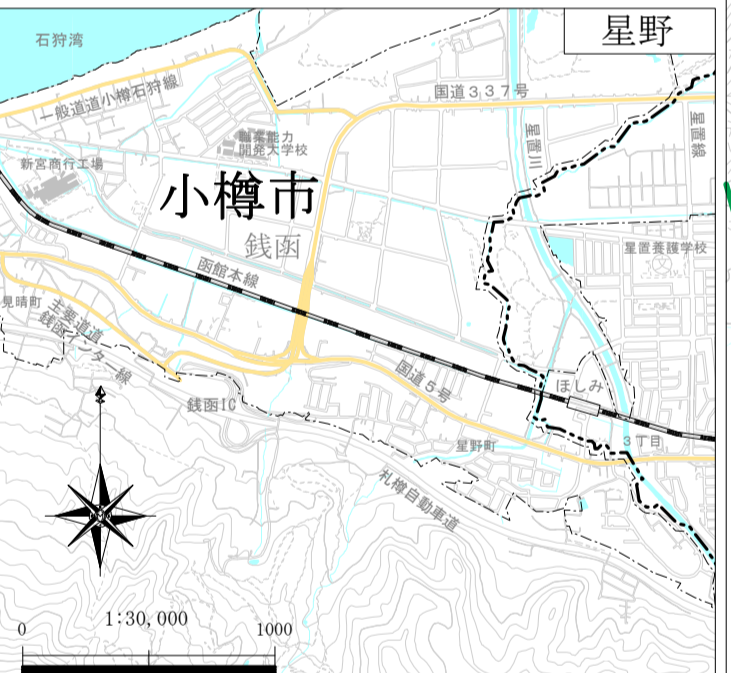 星野
石狩湾
一般道道小樽石狩線
国道337号
職業能力
開発大学校
星置川
星置線
新宮商行工場
小樽市
銭函
星置養護学校
函館本線
見晴町
主要道道
銭函インター線
国道5号
ほしみ
銭函IC
星野町
3丁目
札樽自動車道
1:30,000
0
1000